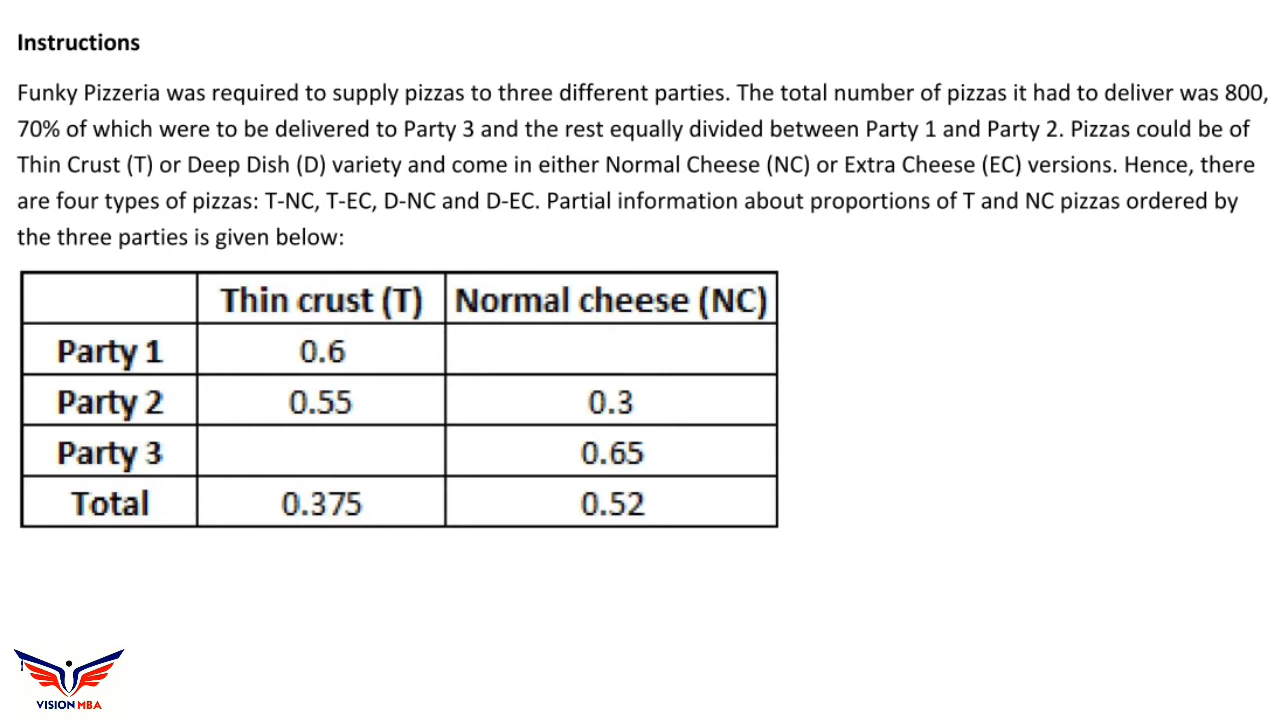 Instructions
Funky Pizzeria was required to supply pizzas to three different parties. The total number of pizzas it had to deliver was 800,
70% of which were to be delivered to Party 3 and the rest equally divided between Party 1 and Party 2. Pizzas could be of
Thin Crust (T) or Deep Dish (D) variety and come in either Normal Cheese (NC) or Extra Cheese (EC) versions. Hence, there
are four types of pizzas: T-NC, T-EC, D-NC and D-EC. Partial information about proportions of T and NC pizzas ordered by
the three parties is given below:
Thin crust (T) Normal cheese (NC)
Party 1 0.6
Party 2 0.55 0.3
Party 3 0.65
Total 0.375 0.52
VISION MBA